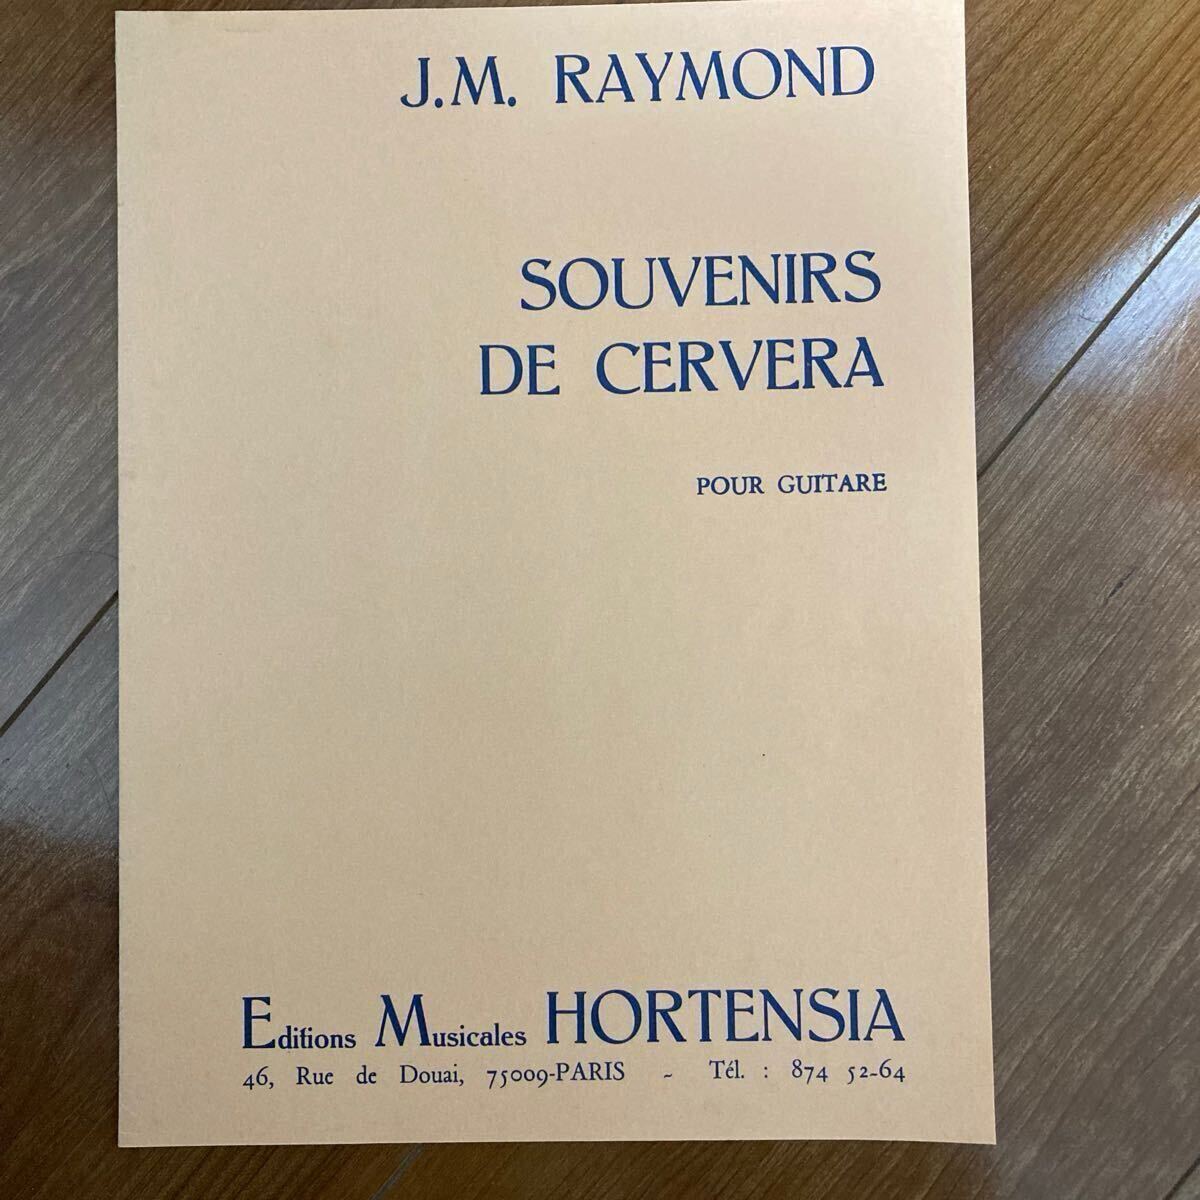 J.M. RAYMOND
SOUVENIRS
DE CERVERA
POUR GUITARE
Editions Musicales HORTENSIA
46, Rue de Douai, 75009-PARIS - Tél. : 874 52-64